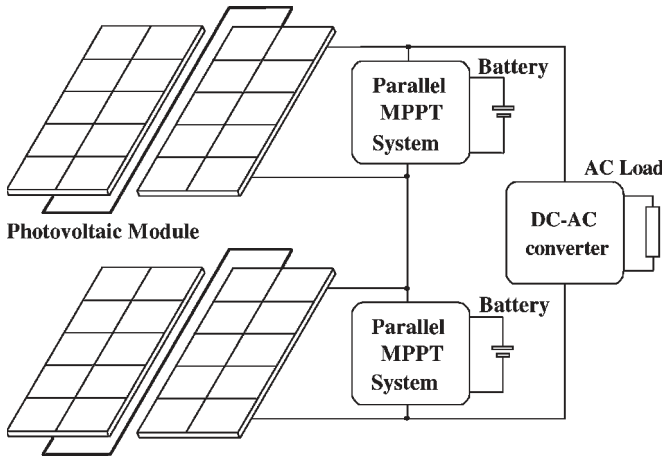 Battery
Parallel
MPPT
System
AC Load
DC-AC
converter
Photovoltaic Module
Battery
Parallel
MPPT
System